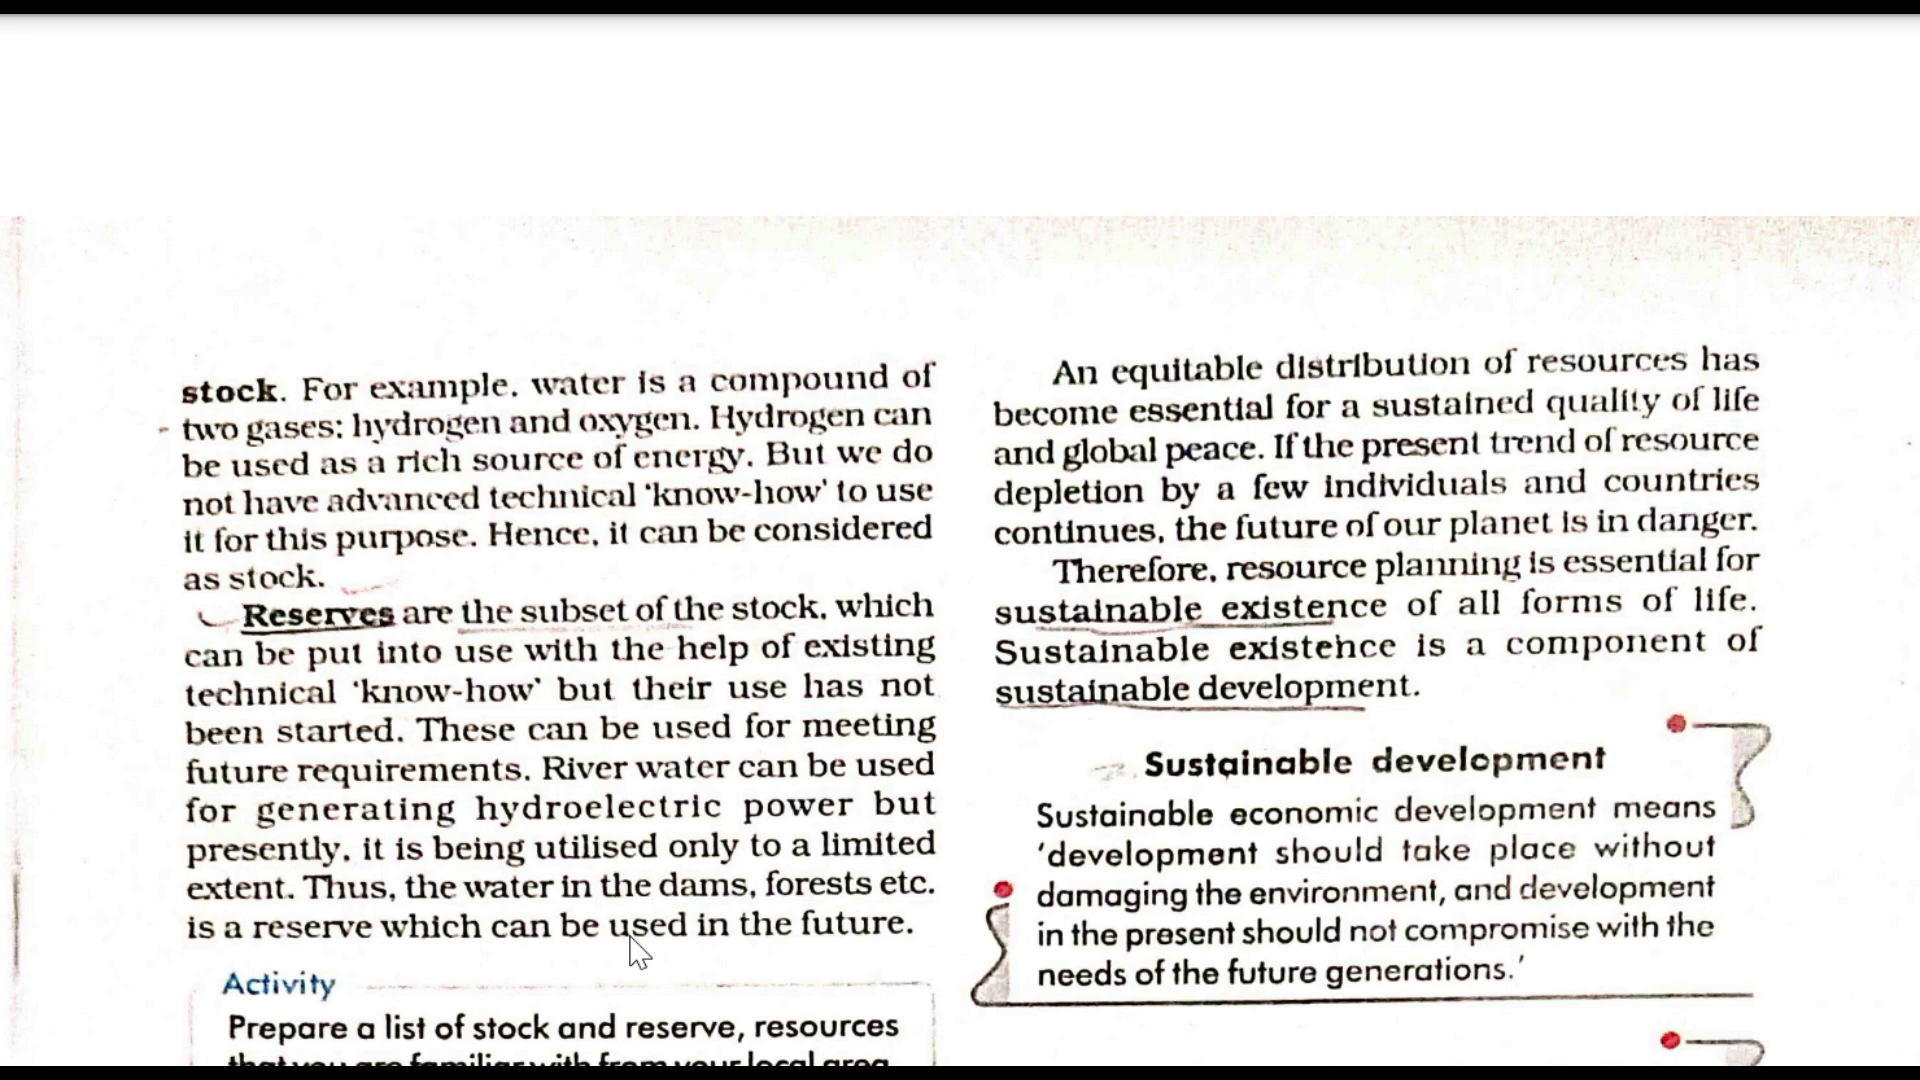 stock. For example, water is a compound of
two gases: hydrogen and oxygen. Hydrogen can
be used as a rich source of energy. But we do
not have advanced technical ‘know-how’ to use
it for this purpose. Hence, it can be considered
as stock.
Reserves are the subset of the stock, which
can be put into use with the help of existing
technical ‘know-how’ but their use has not
been started. These can be used for meeting
future requirements. River water can be used
for generating hydroelectric power but
presently, it is being utilised only to a limited
extent. Thus, the water in the dams, forests etc.
is a reserve which can be used in the future.
Activity
Prepare a list of stock and reserve, resources
that you are familiar with from your local area
An equitable distribution of resources has
become essential for a sustained quality of life
and global peace. If the present trend of resource
depletion by a few individuals and countries
continues, the future of our planet is in danger.
Therefore, resource planning is essential for
sustainable existence of all forms of life.
Sustainable existence is a component of
sustainable development.
Sustainable development
Sustainable economic development means
‘development should take place without
damaging the environment, and development
in the present should not compromise with the
needs of the future generations.’